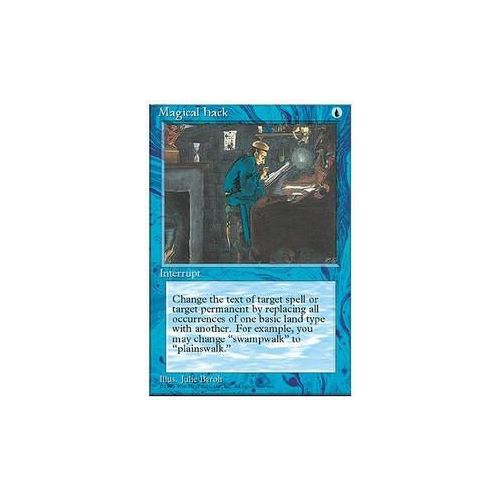 Magical Hack
Interrupt
Change the text of target spell or
target permanent by replacing all
occurrences of one basic land type
with another. For example, you
may change "swampwalk" to
"plainswalk."
Illus. Julie Baroh